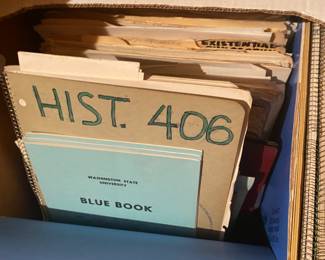 EXISTENTIAL
HIST. 406
WASHINGTON STATE
UNIVERSITY
BLUE BOOK